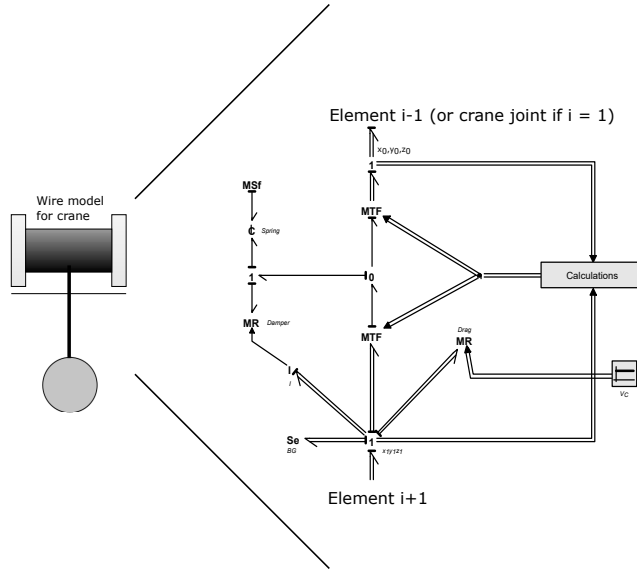 Element i-1 (or crane joint if i = 1)
x0,y0,z0
1
MSf
Wire model
for crane
MTF
C Spring
1
0
Calculations
MR Damper
MTF
Drag
MR
I
I
VC
Se
BG
1
x1y1z1
Element i+1